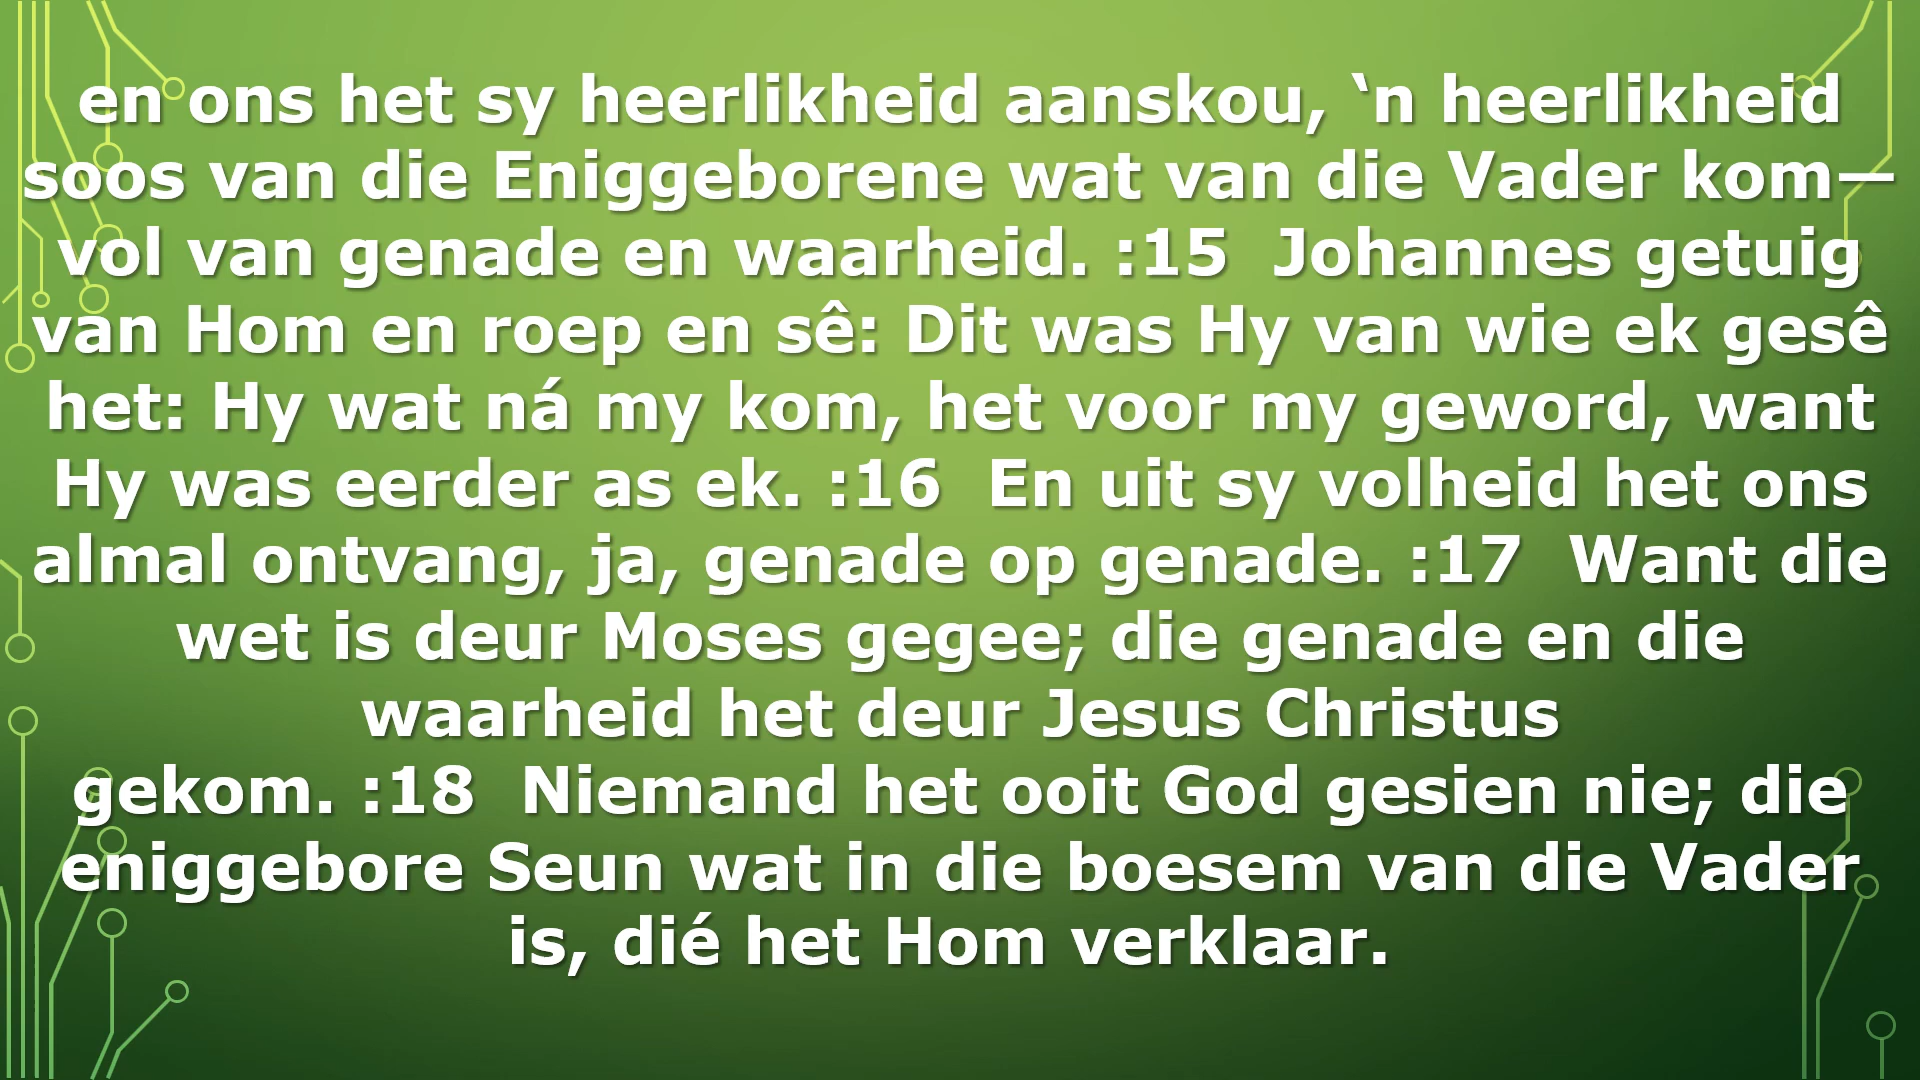 en ons het sy heerlikheid aanskou, ‘n heerlikheid
soos van die Eniggeborene wat van die Vader kom—
vol van genade en waarheid. :15  Johannes getuig
van Hom en roep en sê: Dit was Hy van wie ek gesê
het: Hy wat ná my kom, het voor my geword, want
Hy was eerder as ek. :16  En uit sy volheid het ons
almal ontvang, ja, genade op genade. :17  Want die
wet is deur Moses gegee; die genade en die
waarheid het deur Jesus Christus
gekom. :18  Niemand het ooit God gesien nie; die
eniggebore Seun wat in die boesem van die Vader
is, dié het Hom verklaar.